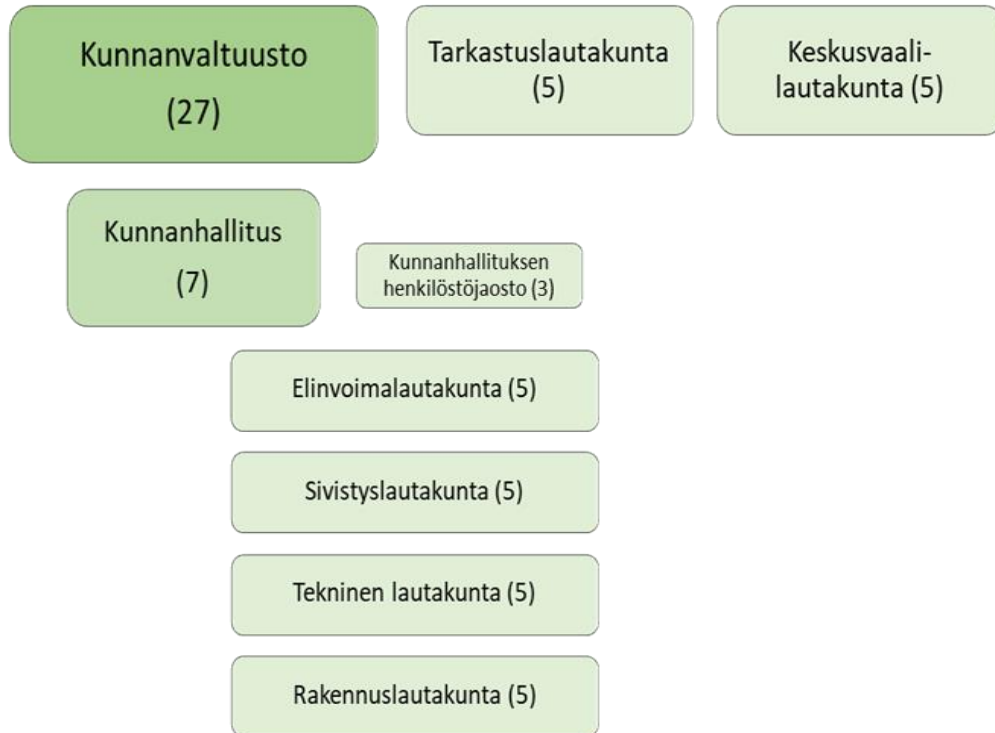 Kunnanvaltuusto
(27)
Tarkastuslautakunta
(5)
Keskusvaali-
lautakunta (5)
Kunnanhallitus
(7)
Kunnanhallituksen
henkilöstöjaosto (3)
Elinvoimalautakunta (5)
Sivistyslautakunta (5)
Tekninen lautakunta (5)
Rakennuslautakunta (5)